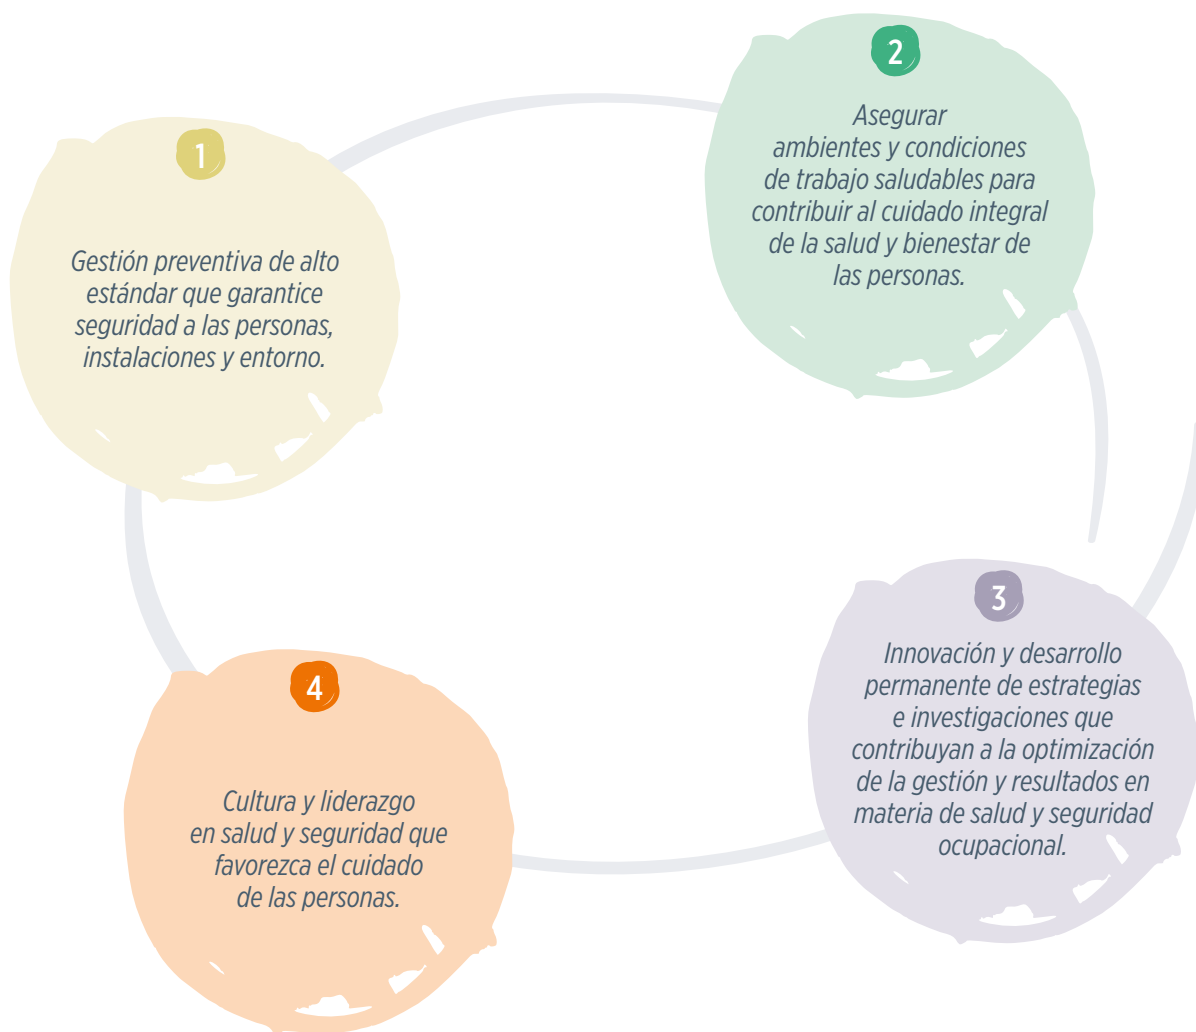 1
Gestión preventiva de alto
estándar que garantice
seguridad a las personas,
instalaciones y entorno.
2
Asegurar
ambientes y condiciones
de trabajo saludables para
contribuir al cuidado integral
de la salud y bienestar de
las personas.
3
Innovación y desarrollo
permanente de estrategias
e investigaciones que
contribuyan a la optimización
de la gestión y resultados en
materia de salud y seguridad
ocupacional.
4
Cultura y liderazgo
en salud y seguridad que
favorezca el cuidado
de las personas.